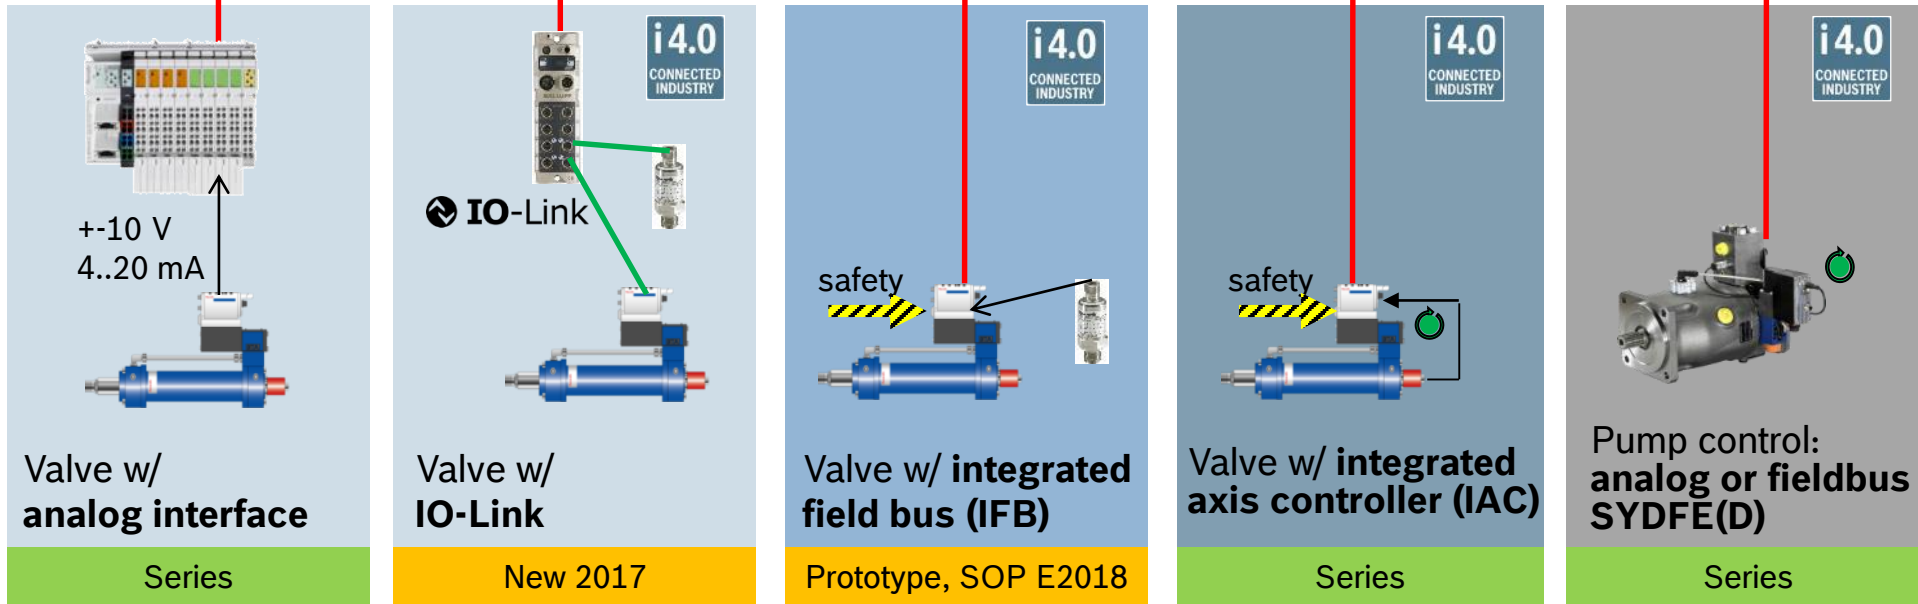 +-10 V
4..20 mA
Valve w/
analog interface
Series
i4.0
CONNECTED
INDUSTRY
IO-Link
Valve w/
IO-Link
New 2017
i4.0
CONNECTED
INDUSTRY
safety
Valve w/ integrated
field bus (IFB)
Prototype, SOP E2018
i4.0
CONNECTED
INDUSTRY
safety
Valve w/ integrated
axis controller (IAC)
Series
i4.0
CONNECTED
INDUSTRY
Pump control:
analog or fieldbus
SYDFE(D)
Series